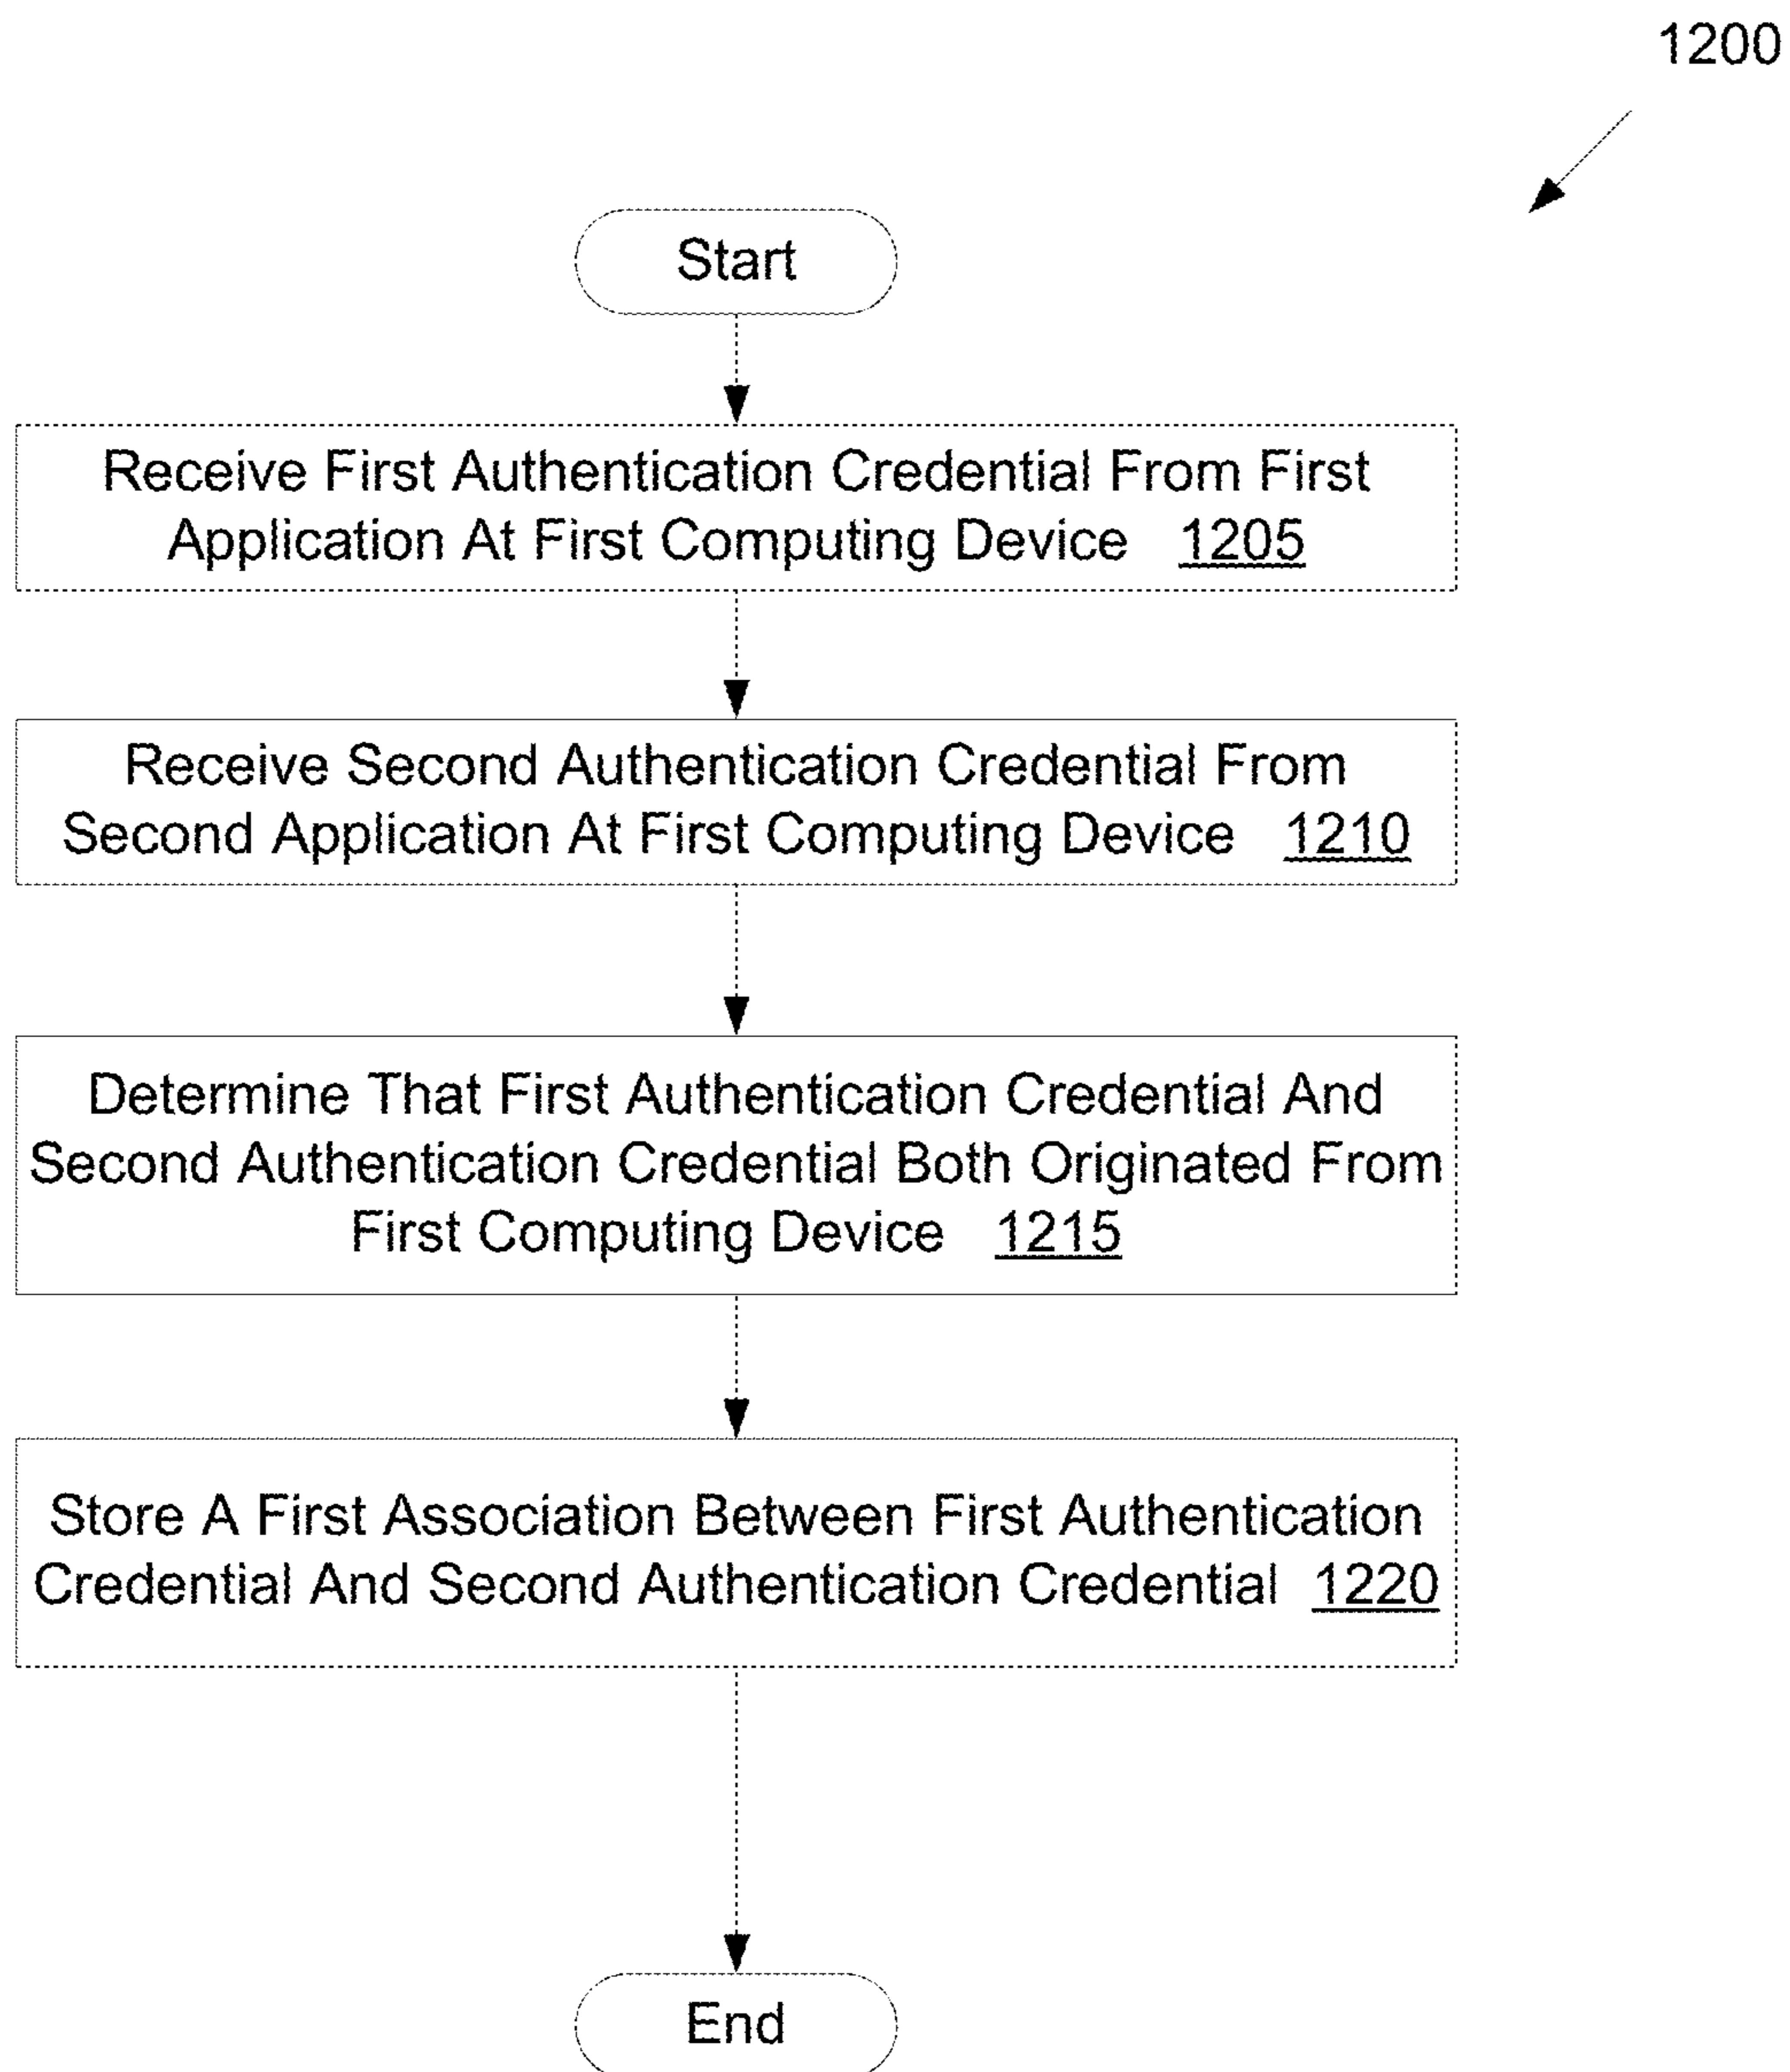 1200
Start
Receive First Authentication Credential From First
Application At First Computing Device 1205
Receive Second Authentication Credential From
Second Application At First Computing Device 1210
Determine That First Authentication Credential And
Second Authentication Credential Both Originated From
First Computing Device 1215
Store A First Association Between First Authentication
Credential And Second Authentication Credential 1220
End